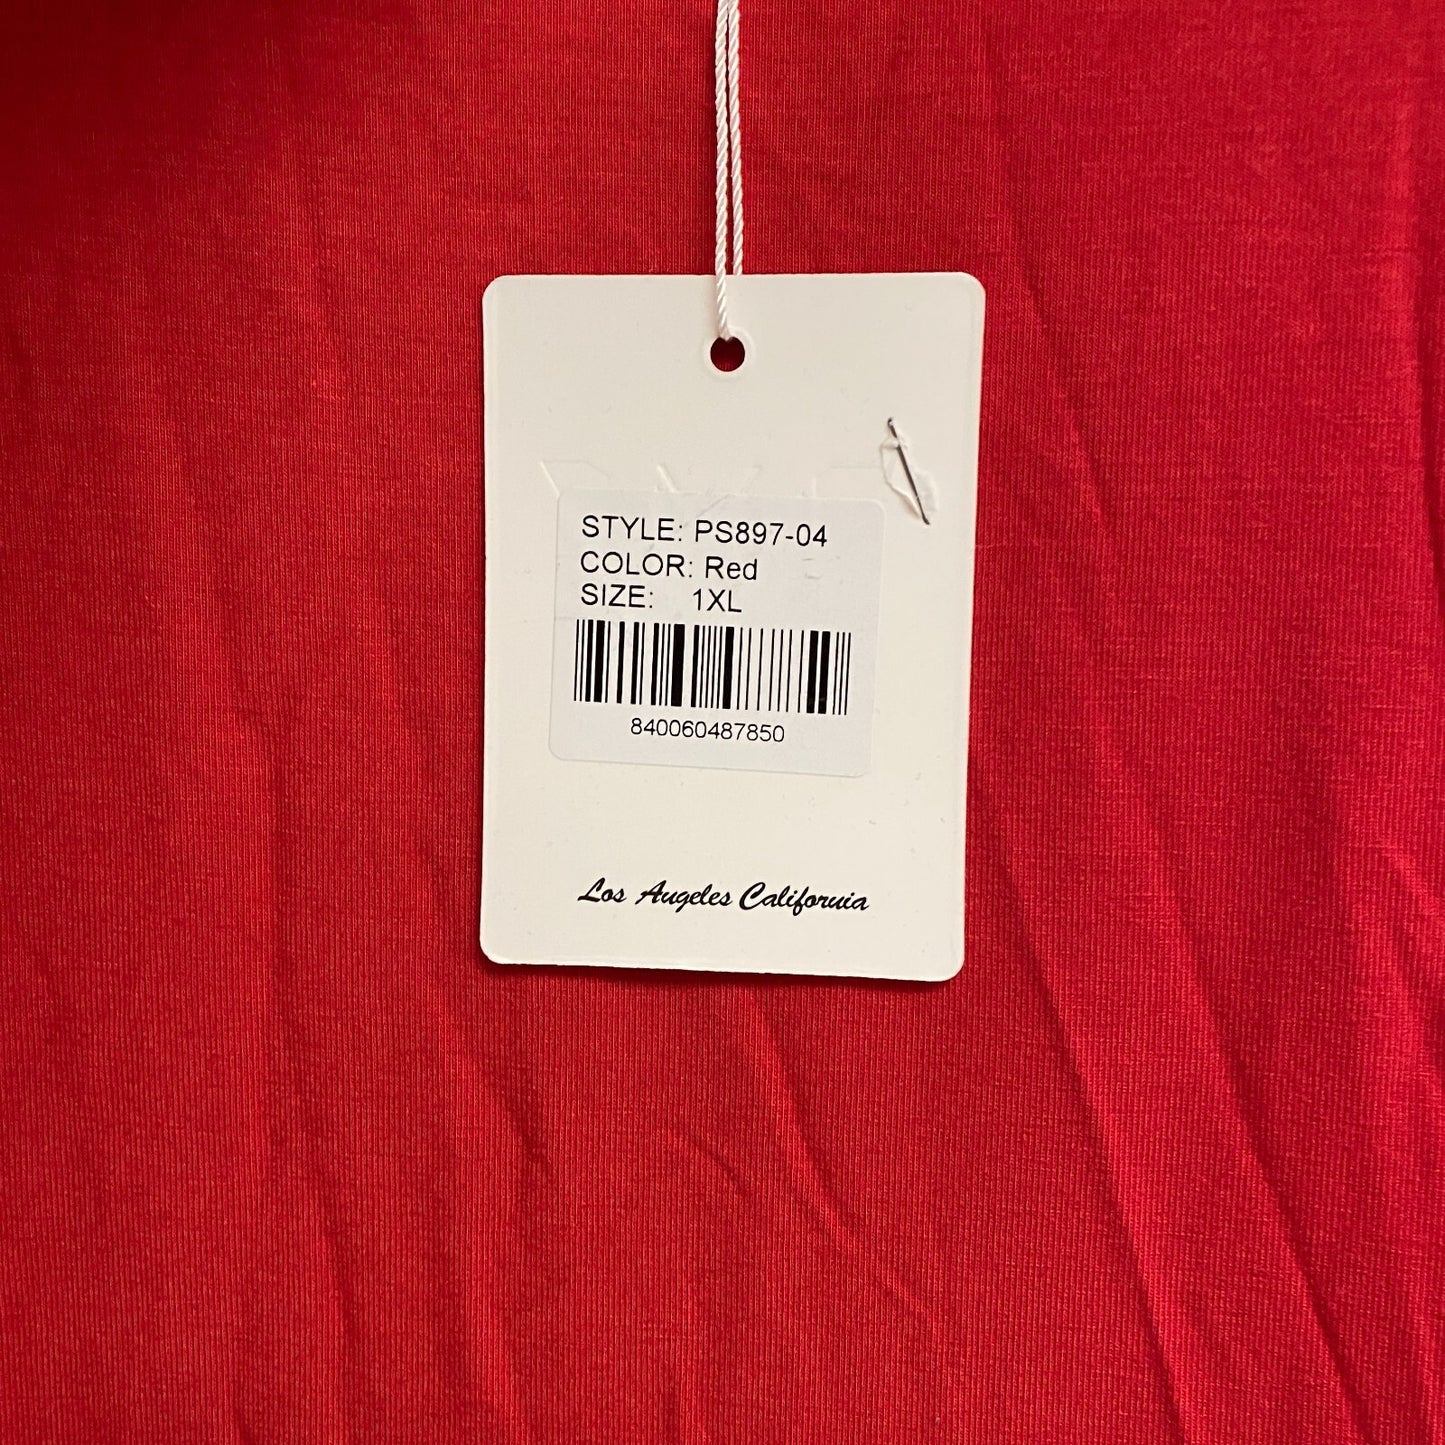 STYLE: PS897-04
COLOR: Red
SIZE: 1XL
840060487850
Los Angeles California